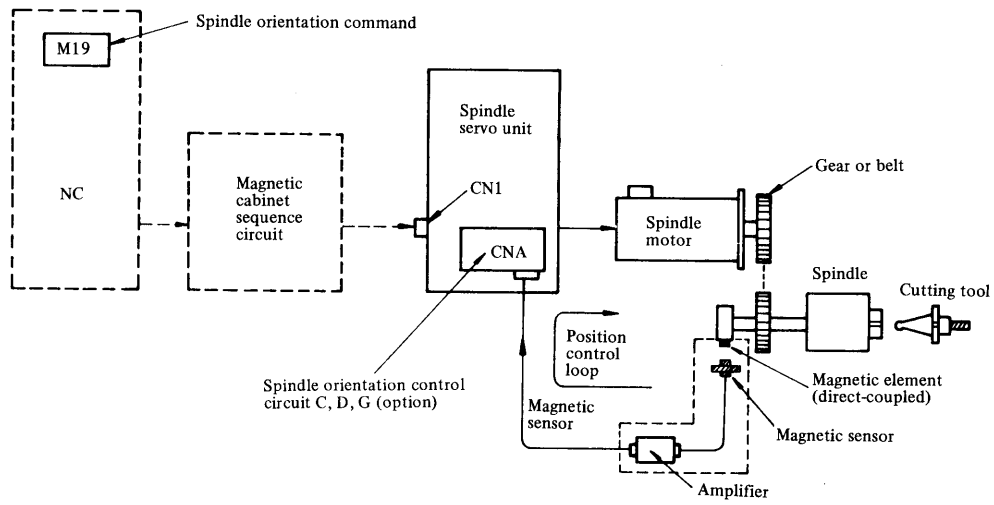 Spindle orientation command
M19
NC
Magnetic
cabinet
sequence
circuit
Spindle
servo unit
CN1
CNA
Spindle orientation control
circuit C, D, G (option)
Gear or belt
Spindle
motor
Spindle
Cutting tool
Position
control
loop
Magnetic element
(direct-coupled)
Magnetic
sensor
Magnetic sensor
Amplifier